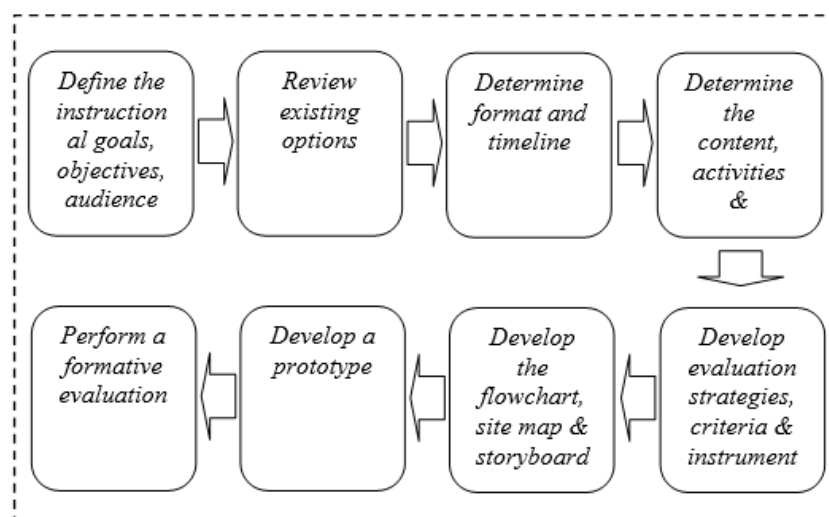 Define the
instruction
al goals,
objectives,
audience
Review
existing
options
Determine
format and
timeline
Determine
the
content,
activities
&
Develop
evaluation
strategies,
criteria &
instrument
Develop
the
flowchart,
site map &
storyboard
Develop a
prototype
Perform a
formative
evaluation